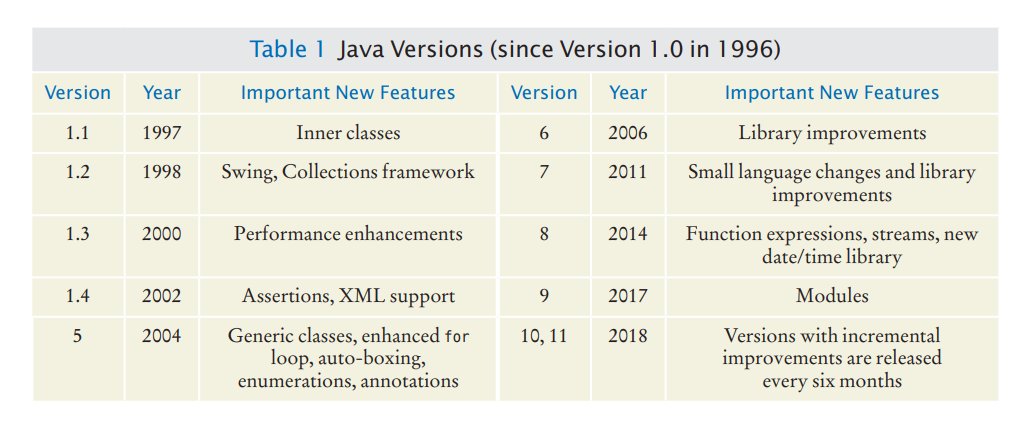 Table 1 Java Versions (since Version 1.0 in 1996)
Version Year Important New Features Version Year Important New Features
1.1 1997 Inner classes 6 2006 Library improvements
1.2 1998 Swing, Collections framework 7 2011 Small language changes and library
improvements
1.3 2000 Performance enhancements 8 2014 Function expressions, streams, new
date/time library
1.4 2002 Assertions, XML support 9 2017 Modules
5 2004 Generic classes, enhanced for 10, 11 2018 Versions with incremental
loop, auto-boxing, improvements are released
enumerations, annotations every six months